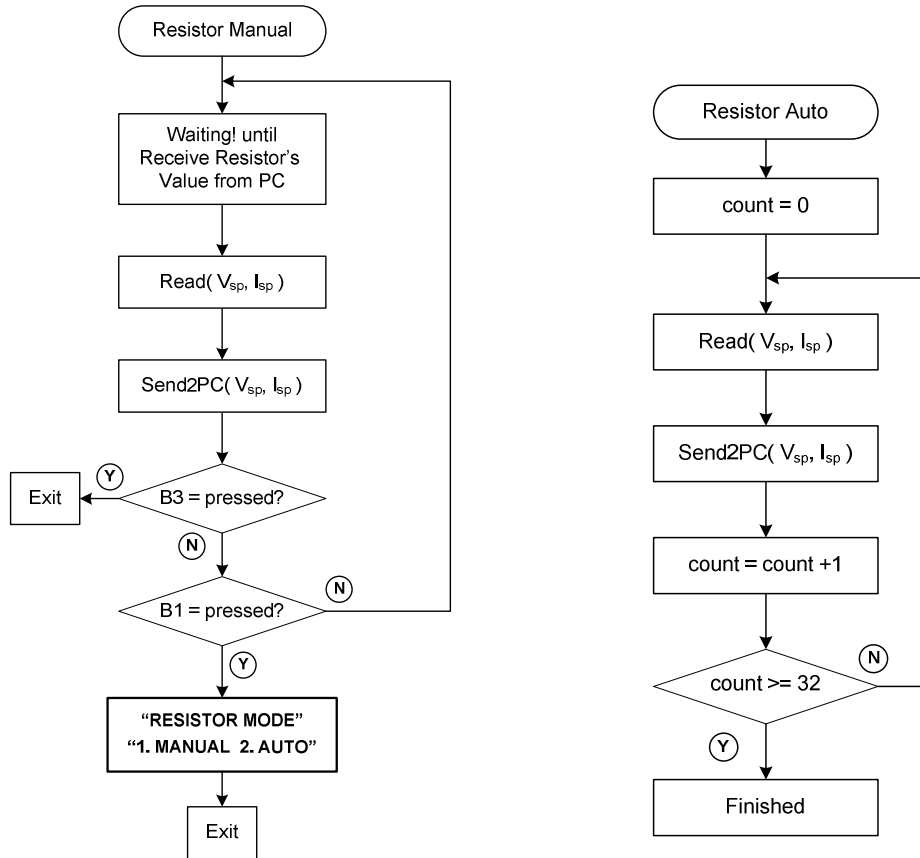 Resistor Manual
Waiting! until
Receive Resistor's
Value from PC
Read( Vsp, Isp )
Send2PC( Vsp, Isp )
Y
Exit
B3 = pressed?
N
B1 = pressed?
N
Y
“RESISTOR MODE”
“1. MANUAL 2. AUTO”
Exit
Resistor Auto
count = 0
Read( Vsp, Isp )
Send2PC( Vsp, Isp )
count = count +1
count >= 32
N
Y
Finished